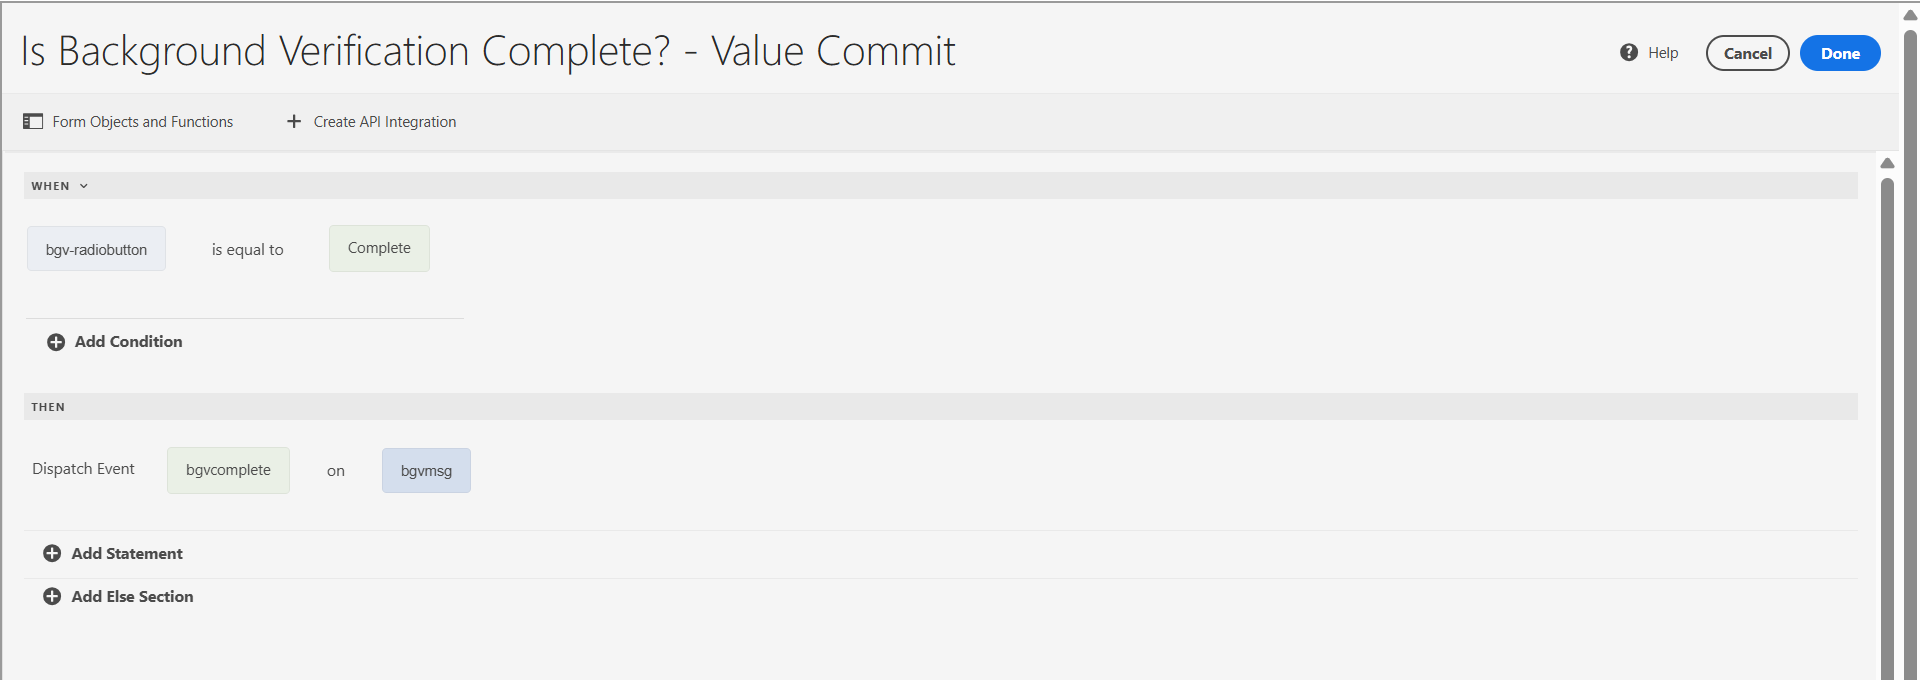 Is Background Verification Complete? - Value Commit
Help
Cancel
Done
Form Objects and Functions
Create API Integration
WHEN
bgv-radiobutton is equal to Complete
Add Condition
THEN
Dispatch Event bgvcomplete on bgvmsg
Add Statement
Add Else Section